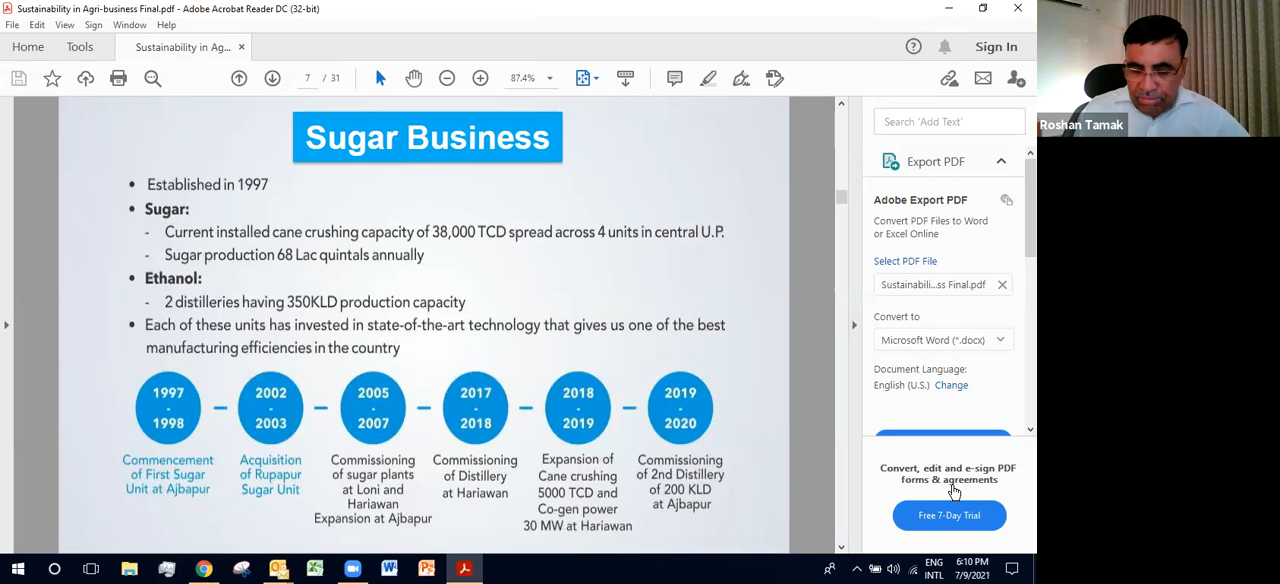 Sustainability in Agri-business Final.pdf - Adobe Acrobat Reader DC (32-bit)
File Edit View Sign Window Help
Home Tools Sustainability in Ag... × Sign In
7 / 31 87.4%
Sugar Business
• Established in 1997
• Sugar:
- Current installed cane crushing capacity of 38,000 TCD spread across 4 units in central U.P.
- Sugar production 68 Lac quintals annually
• Ethanol:
- 2 distilleries having 350KLD production capacity
• Each of these units has invested in state-of-the-art technology that gives us one of the best
manufacturing efficiencies in the country
1997
-
1998
Commencement
of First Sugar
Unit at Ajbapur
2002
-
2003
Acquisition
of Rupapur
Sugar Unit
2005
-
2007
Commissioning
of sugar plants
at Loni and
Hariawan
Expansion at Ajbapur
2017
-
2018
Commissioning
of Distillery
at Hariawan
2018
-
2019
Expansion of
Cane crushing
5000 TCD and
Co-gen power
30 MW at Hariawan
2019
-
2020
Commissioning
of 2nd Distillery
of 200 KLD
at Ajbapur
Search 'Add Text'
Export PDF
Adobe Export PDF
Convert PDF Files to Word
or Excel Online
Select PDF File
Sustainabili...ss Final.pdf
Convert to
Microsoft Word (*.docx)
Document Language:
English (U.S.) Change
Convert, edit and e-sign PDF
forms & agreements
Free 7-Day Trial
Roshan Tamak
ENG
INTL
6:10 PM
7/9/2021